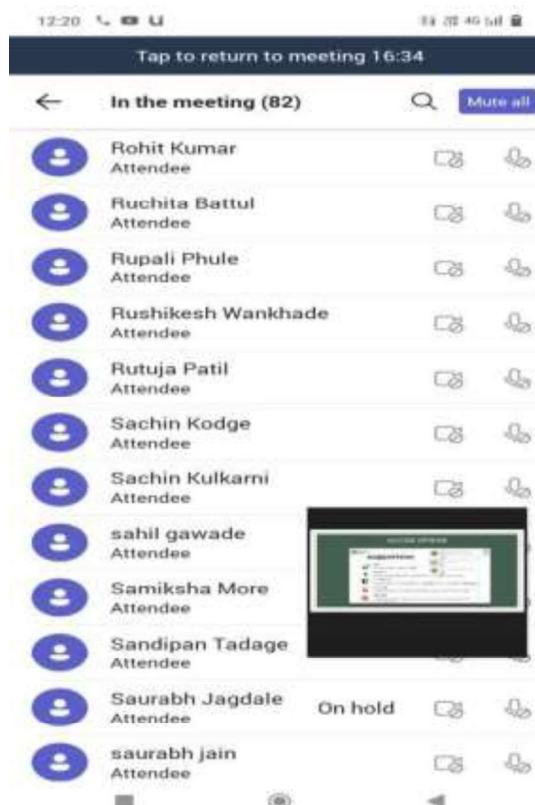 12:20
Tap to return to meeting 16:34
In the meeting (82)
Mute all
Rohit Kumar
Attendee
Ruchita Battul
Attendee
Rupali Phule
Attendee
Rushikesh Wankhade
Attendee
Rutuja Patil
Attendee
Sachin Kodge
Attendee
Sachin Kulkarni
Attendee
sahil gawade
Attendee
Samiksha More
Attendee
Sandipan Tadage
Attendee
Saurabh Jagdale
On hold
Attendee
saurabh jain
Attendee